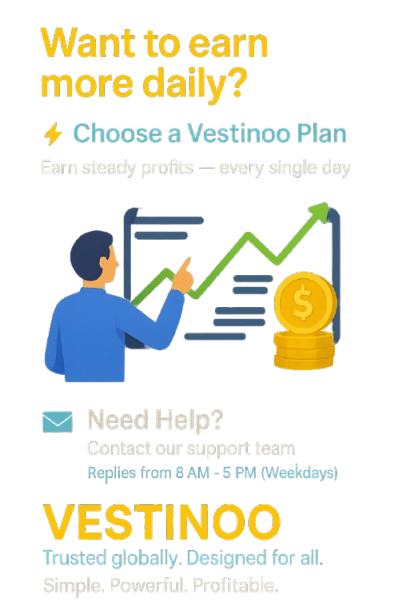 Want to earn
more daily?
Choose a Vestinoo Plan
Earn steady profits — every single day
$
Need Help?
Contact our support team
Replies from 8 AM - 5 PM (Weekdays)
VESTINOO
Trusted globally. Designed for all.
Simple. Powerful. Profitable.